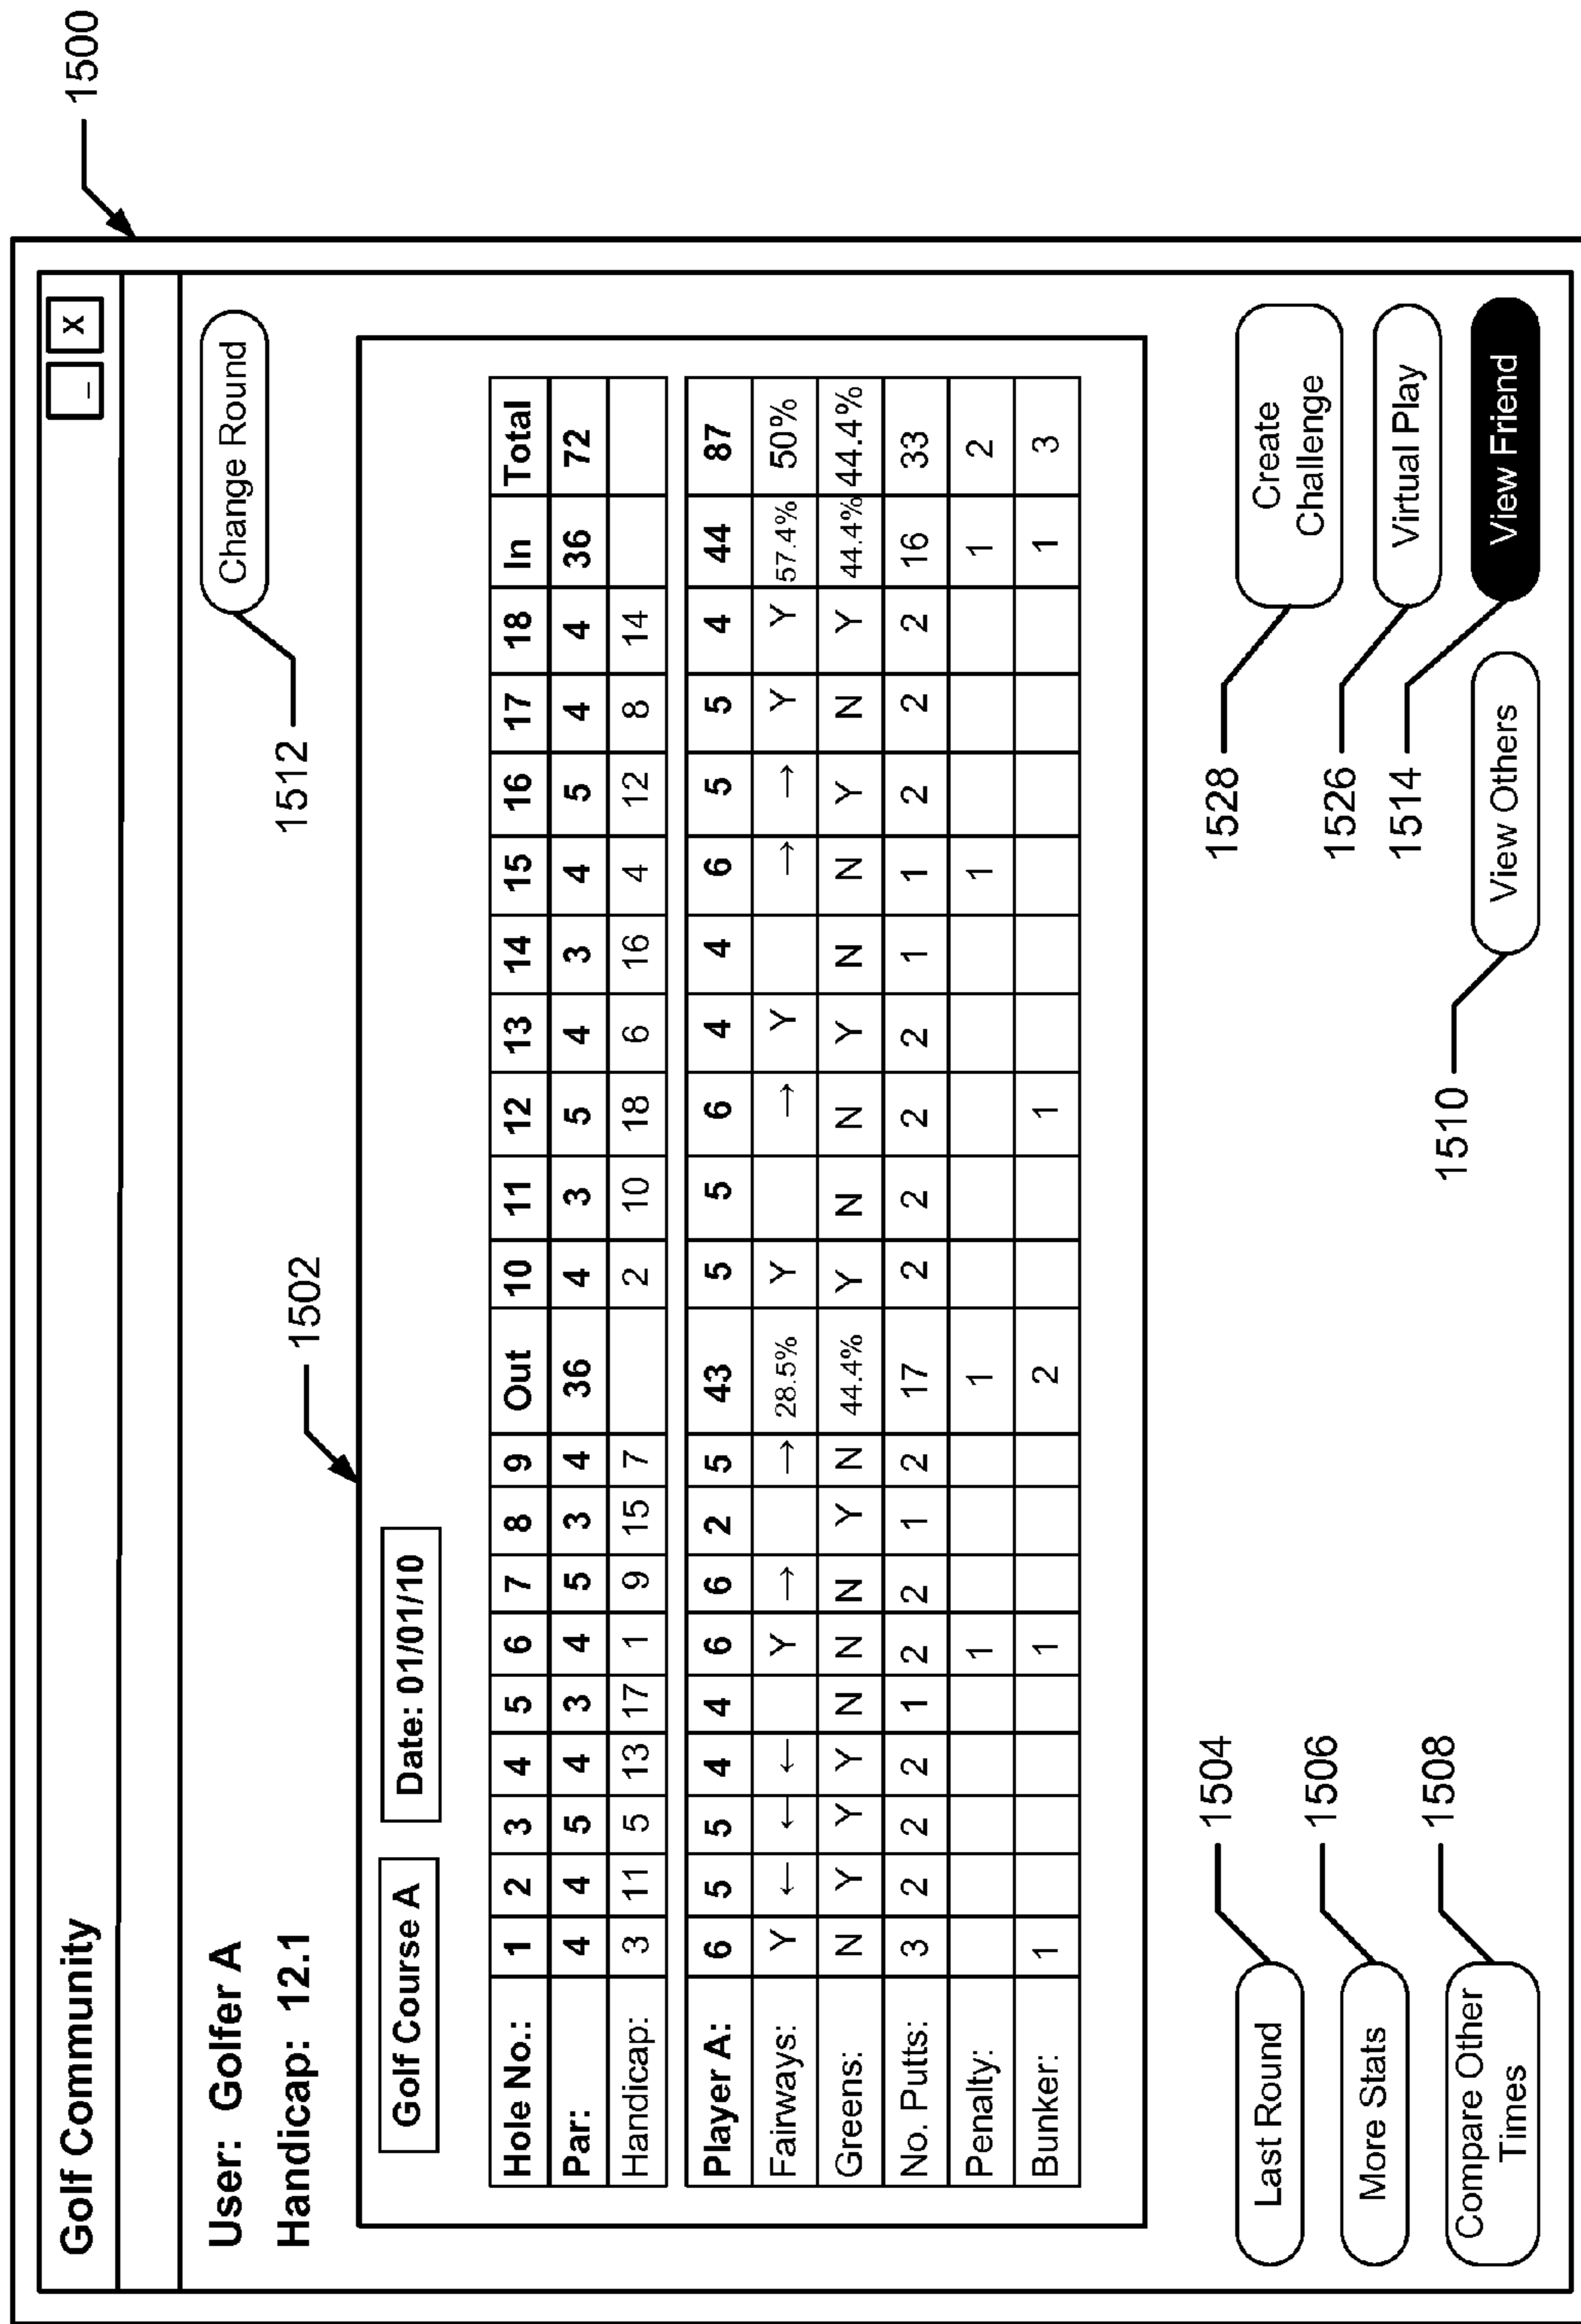 1500
Golf Community
_ X
User: Golfer A
Change Round
Handicap: 12.1
1512
1502
Golf Course A Date: 01/01/10
Hole No.: 1 2 3 4 5 6 7 8 9 Out 10 11 12 13 14 15 16 17 18 In Total
Par: 4 4 5 4 3 4 5 3 4 36 4 3 5 4 3 4 5 4 4 36 72
Handicap: 3 11 5 13 17 1 9 15 7 2 10 18 6 16 4 12 8 14
Player A: 6 5 5 4 4 6 6 2 5 43 5 5 6 4 4 6 5 5 4 44 87
Fairways: Y ← ← ← Y → → 28.5% Y → Y → → Y Y 57.4% 50%
Greens: N Y Y Y N N N Y N 44.4% Y N N Y N N Y N Y 44.4% 44.4%
No. Putts: 3 2 2 2 1 2 2 1 2 17 2 2 2 2 1 1 2 2 2 16 33
Penalty: 1 1 1 1 2
Bunker: 1 1 2 1 1 3
Last Round
1504
More Stats
1506
Compare Other
Times
1508
1528
Create
Challenge
1526
Virtual Play
1514
View Friend
1510
View Others